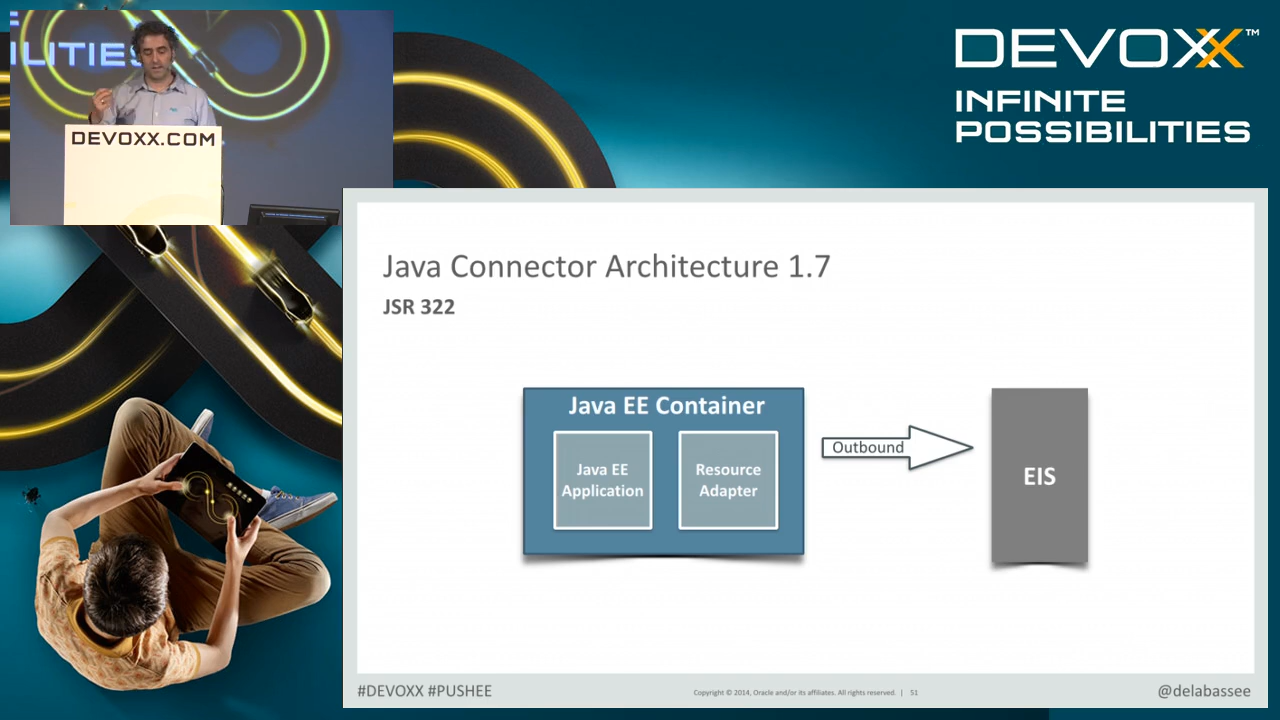 ILITIES
DEVOXX.COM
DEVOXX™
INFINITE
POSSIBILITIES
Java Connector Architecture 1.7
JSR 322
Java EE Container
Java EE
Application
Resource
Adapter
Outbound
EIS
#DEVOXX #PUSHEE
Copyright © 2014, Oracle and/or its affiliates. All rights reserved. | 51
@delabassee